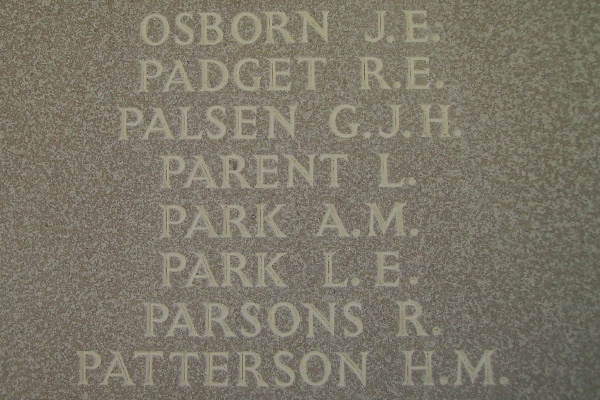 OSBORN J.E.
PADGET R.E.
PALSEN G.J.H.
PARENT L.
PARK A.M.
PARK L.E.
PARSONS R.
PATTERSON H.M.